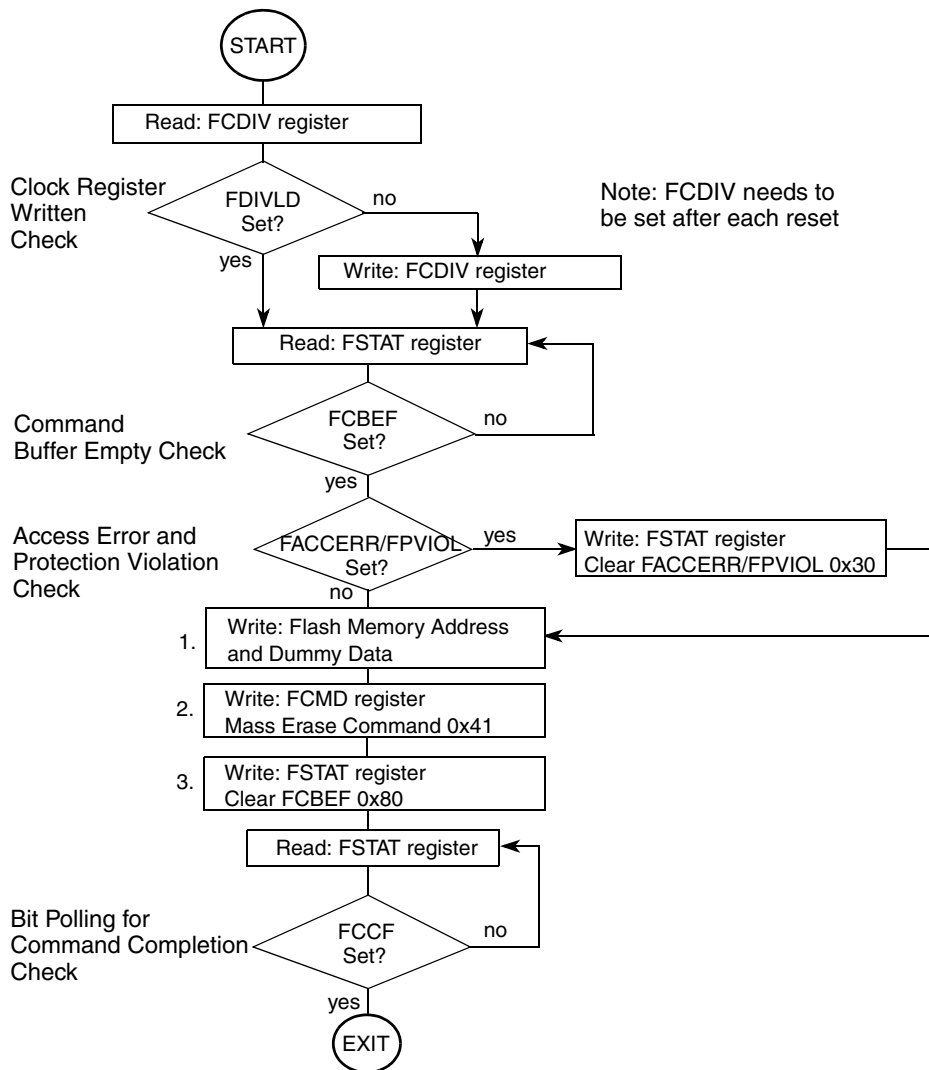 START
Read: FCDIV register
Clock Register
Written
Check
FDIVLD
Set?
no
yes
Note: FCDIV needs to
be set after each reset
Write: FCDIV register
Read: FSTAT register
Command
Buffer Empty Check
FCBEF
Set?
no
yes
Access Error and
Protection Violation
Check
FACCERR/FPVIOL
Set?
yes
no
Write: FSTAT register
Clear FACCERR/FPVIOL 0x30
1.
Write: Flash Memory Address
and Dummy Data
2.
Write: FCMD register
Mass Erase Command 0x41
3.
Write: FSTAT register
Clear FCBEF 0x80
Read: FSTAT register
Bit Polling for
Command Completion
Check
FCCF
Set?
no
yes
EXIT